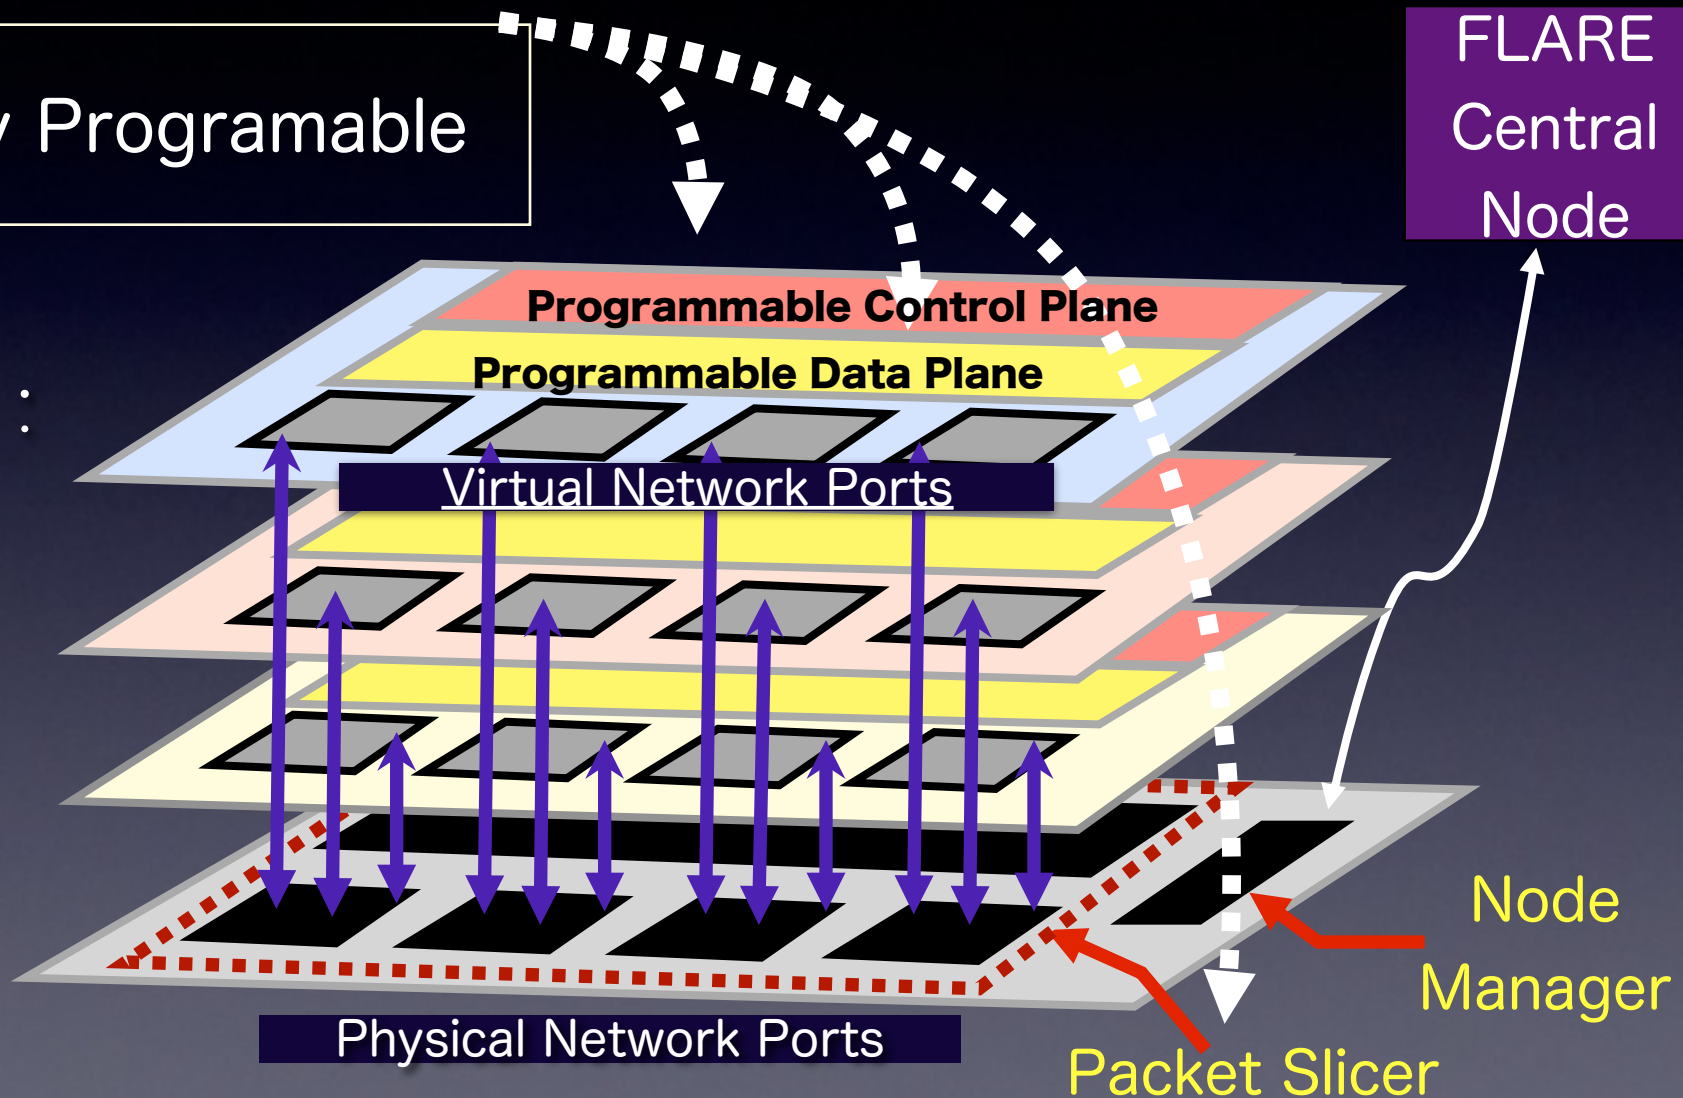 Programable
FLARE
Central
Node
Programmable Control Plane
Programmable Data Plane
:
Virtual Network Ports
Node
Manager
Physical Network Ports
Packet Slicer